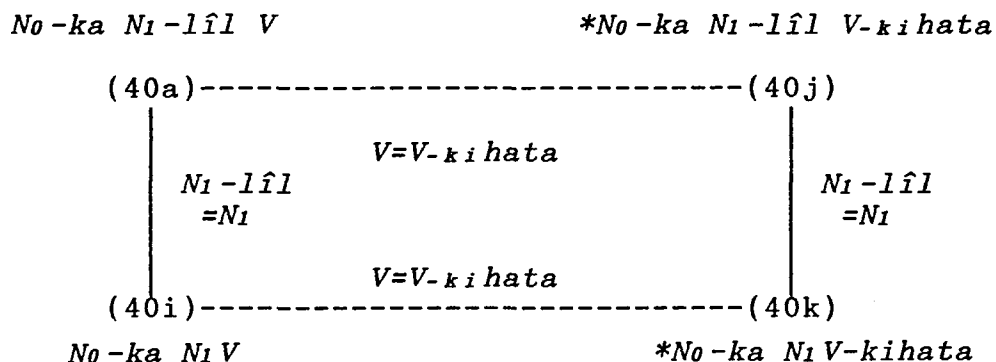 N0-ka N1-lîl V *N0-ka N1-lîl V-kihata
(40a)---------------------------(40j)
V=V-kihata
N1-lîl N1-lîl
=N1 =N1
V=V-kihata
(40i)---------------------------(40k)
N0-ka N1 V *N0-ka N1 V-kihata